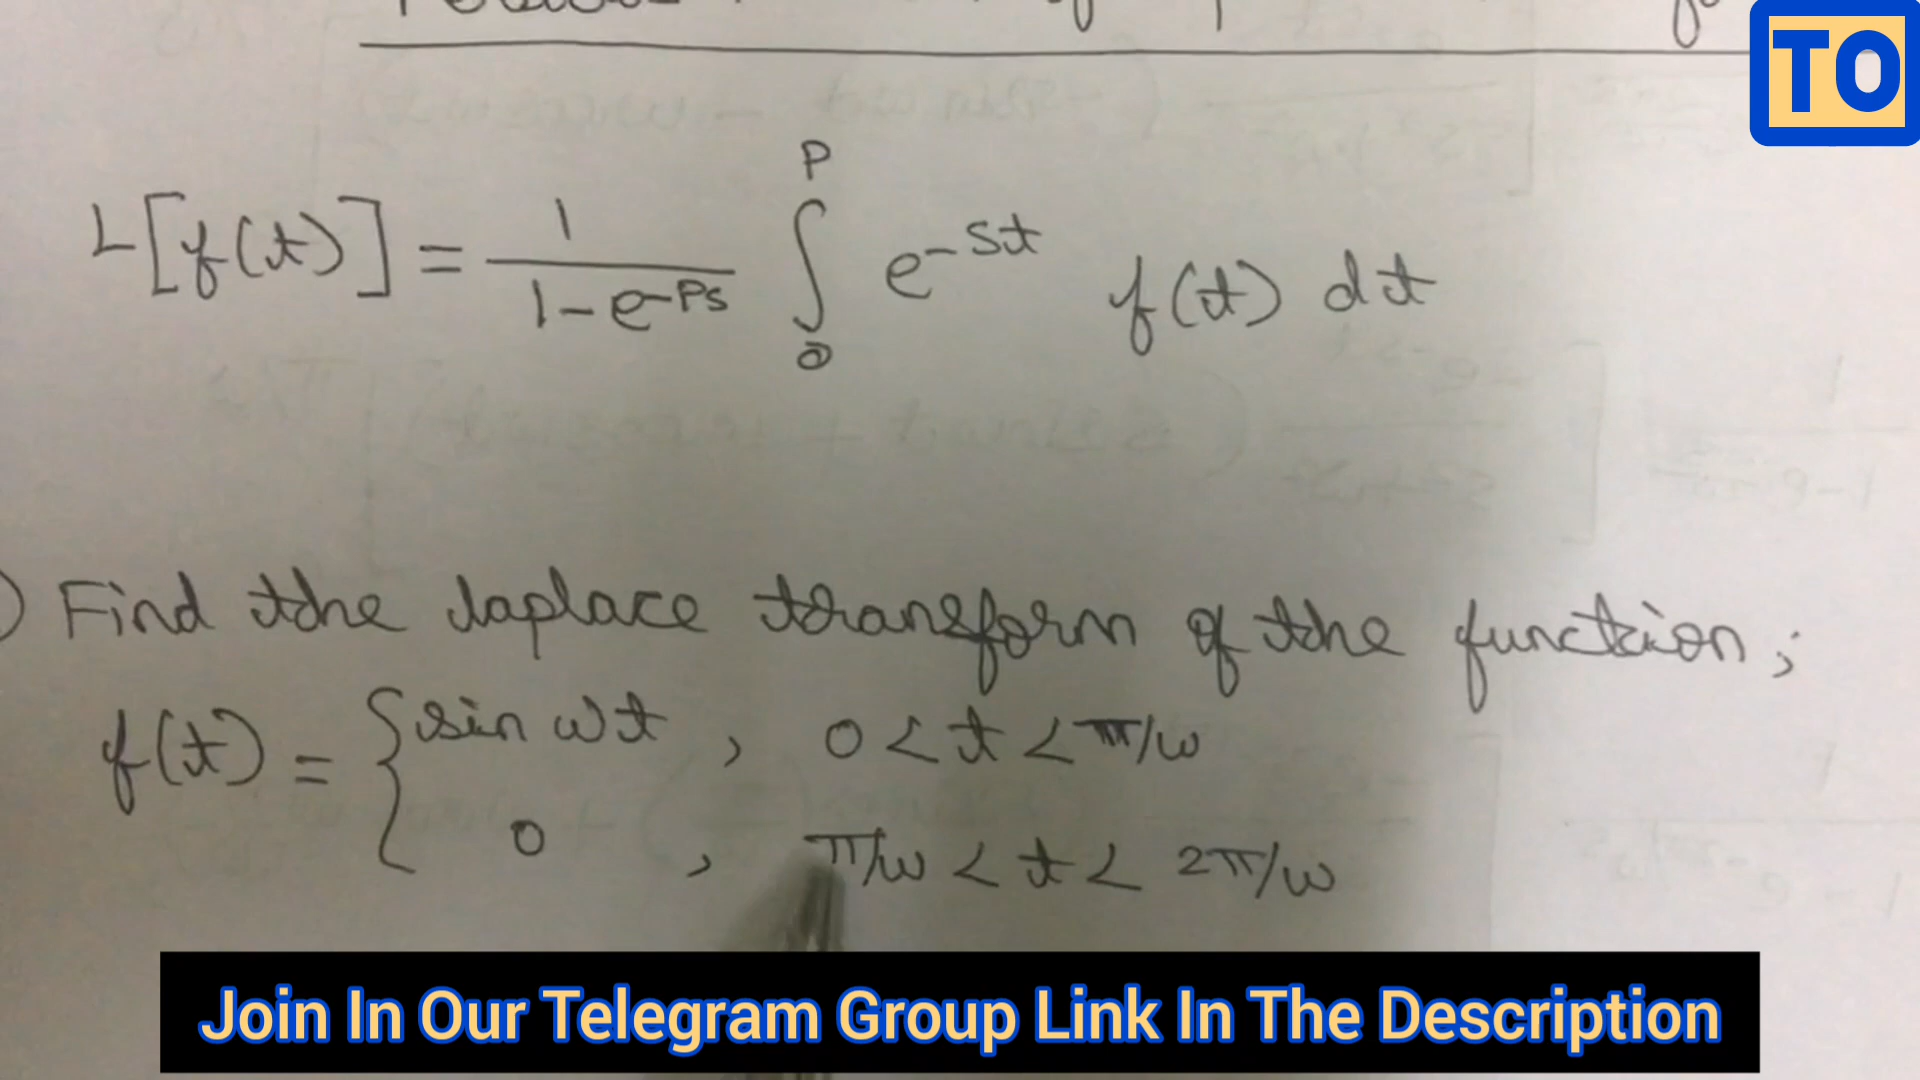 TO
L[f(t)] = 1/(1-e^-Ps) ∫_0^P e^-st f(t) dt
) Find the laplace transform of the function;
f(t) = { sin ωt , 0 < t < π/ω
0 , π/ω < t < 2π/ω
Join In Our Telegram Group Link In The Description